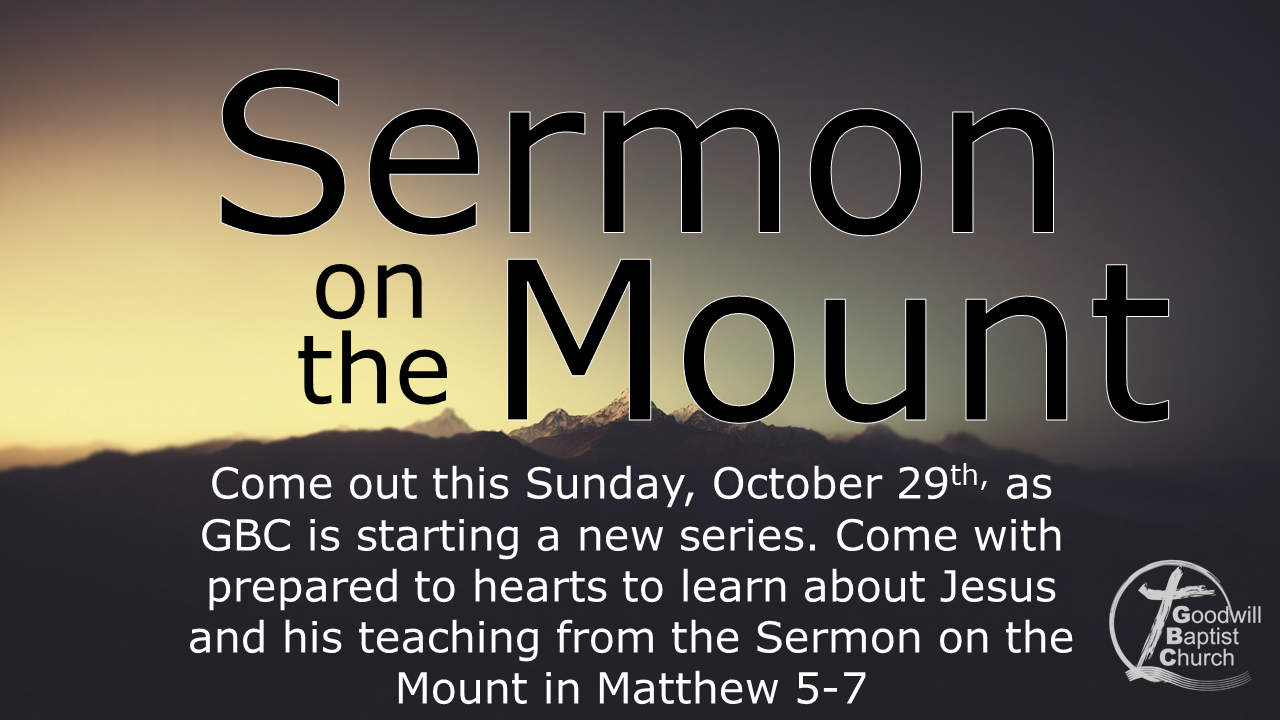 Sermon
on
the
Mount
Come out this Sunday, October 29th, as
GBC is starting a new series. Come with
prepared to hearts to learn about Jesus
and his teaching from the Sermon on the
Mount in Matthew 5-7
Goodwill
Baptist
Church